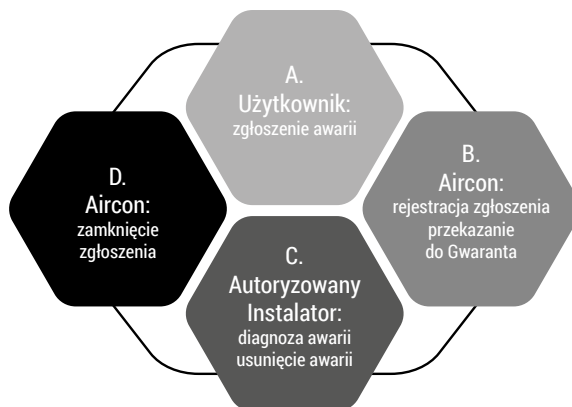 A.
Użytkownik:
zgłoszenie awarii
B.
Aircon:
rejestracja zgłoszenia
przekazanie
do Gwaranta
C.
Autoryzowany
Instalator:
diagnoza awarii
usunięcie awarii
D.
Aircon:
zamknięcie
zgłoszenia